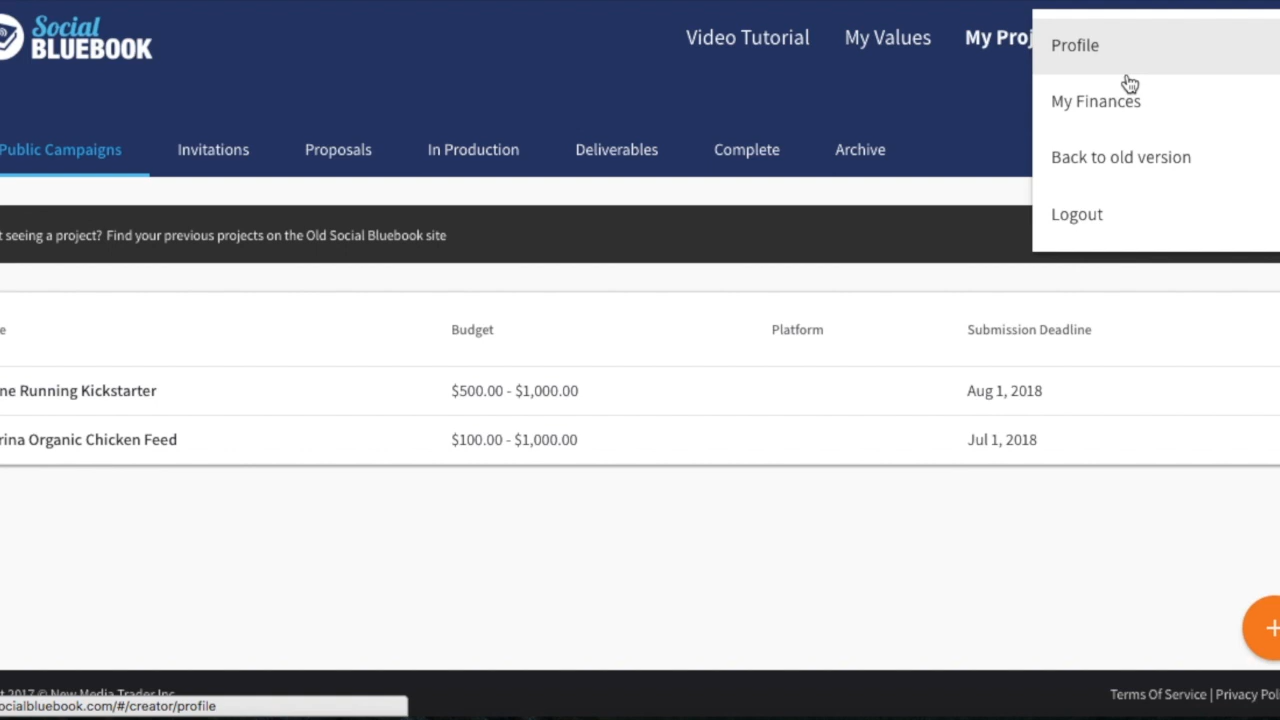 Social
BLUEBOOK
Video Tutorial My Values My Proj
Profile
My Finances
Back to old version
Logout
Public Campaigns Invitations Proposals In Production Deliverables Complete Archive
t seeing a project? Find your previous projects on the Old Social Bluebook site
e Budget Platform Submission Deadline
ne Running Kickstarter $500.00 - $1,000.00 Aug 1, 2018
rina Organic Chicken Feed $100.00 - $1,000.00 Jul 1, 2018
+
t 2017 © New Media Trader Inc Terms Of Service | Privacy Pol
ocialbluebook.com/#/creator/profile